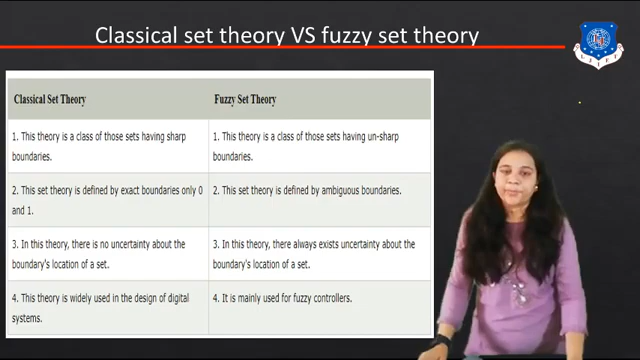 Classical set theory VS fuzzy set theory
Classical Set Theory
Fuzzy Set Theory
1. This theory is a class of those sets having sharp
boundaries.
1. This theory is a class of those sets having un-sharp
boundaries.
2. This set theory is defined by exact boundaries only 0
and 1.
2. This set theory is defined by ambiguous boundaries.
3. In this theory, there is no uncertainty about the
boundary's location of a set.
3. In this theory, there always exists uncertainty about the
boundary's location of a set.
4. This theory is widely used in the design of digital
systems.
4. It is mainly used for fuzzy controllers.